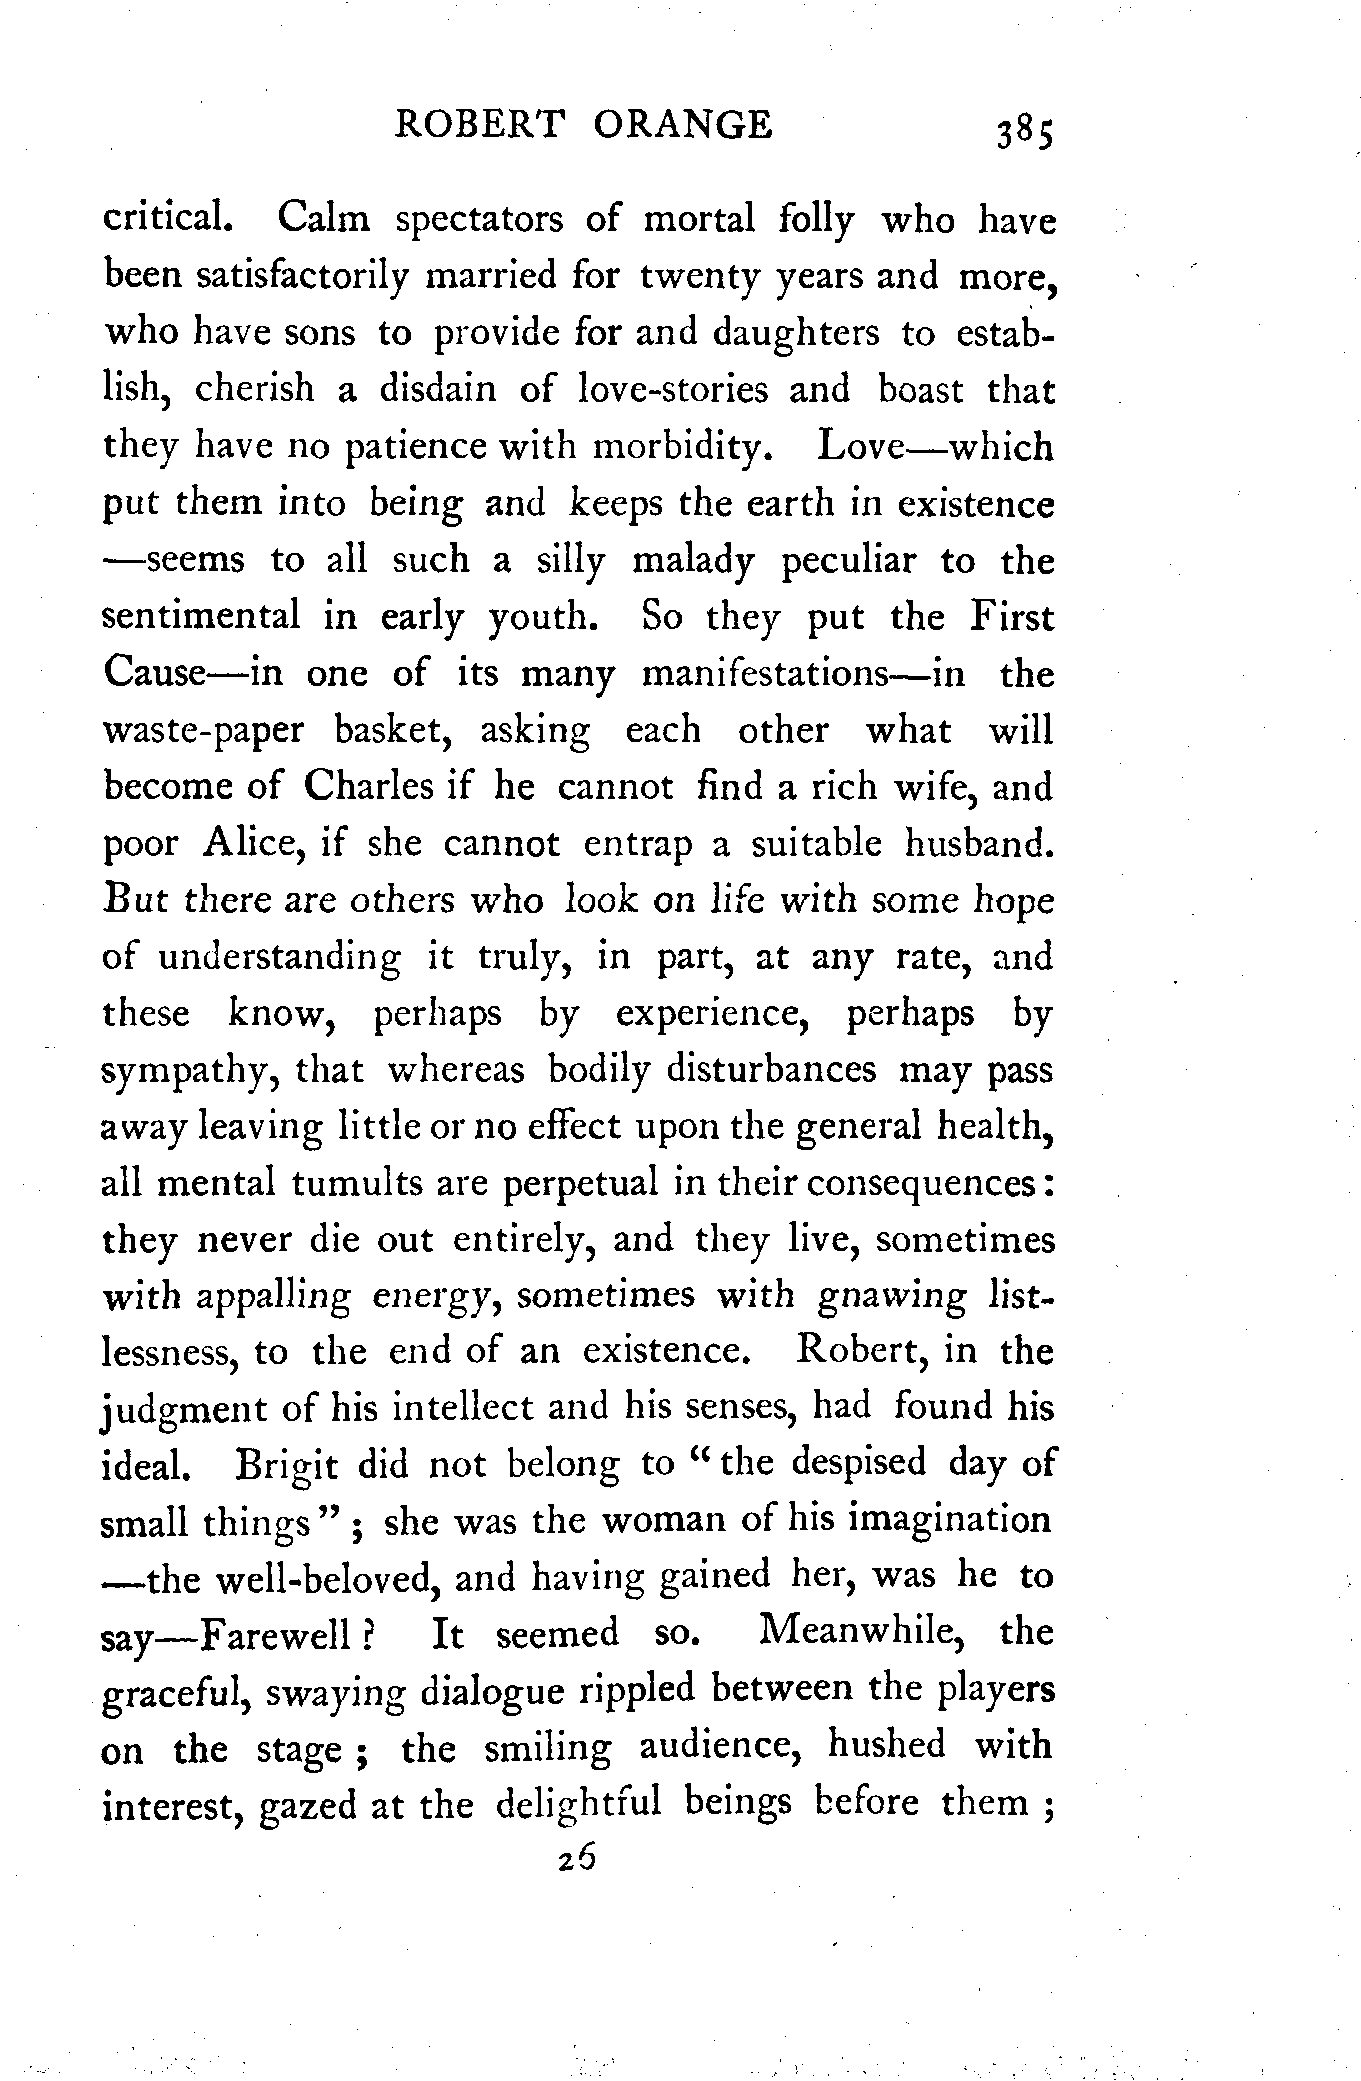 ROBERT ORANGE 385
critical. Calm spectators of mortal folly who have
been satisfactorily married for twenty years and more,
who have sons to provide for and daughters to estab-
lish, cherish a disdain of love-stories and boast that
they have no patience with morbidity. Love—which
put them into being and keeps the earth in existence
—seems to all such a silly malady peculiar to the
sentimental in early youth. So they put the First
Cause—in one of its many manifestations—in the
waste-paper basket, asking each other what will
become of Charles if he cannot find a rich wife, and
poor Alice, if she cannot entrap a suitable husband.
But there are others who look on life with some hope
of understanding it truly, in part, at any rate, and
these know, perhaps by experience, perhaps by
sympathy, that whereas bodily disturbances may pass
away leaving little or no effect upon the general health,
all mental tumults are perpetual in their consequences:
they never die out entirely, and they live, sometimes
with appalling energy, sometimes with gnawing list-
lessness, to the end of an existence. Robert, in the
judgment of his intellect and his senses, had found his
ideal. Brigit did not belong to “the despised day of
small things”; she was the woman of his imagination
—the well-beloved, and having gained her, was he to
say—Farewell? It seemed so. Meanwhile, the
graceful, swaying dialogue rippled between the players
on the stage; the smiling audience, hushed with
interest, gazed at the delightful beings before them;
26